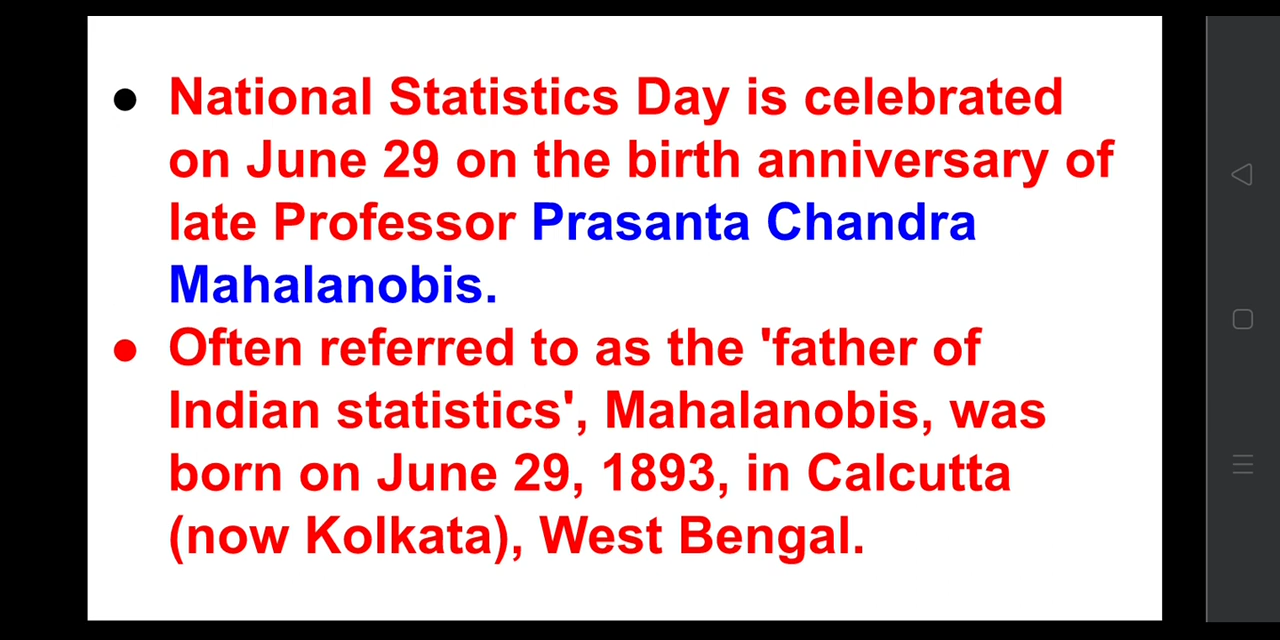 ● National Statistics Day is celebrated
on June 29 on the birth anniversary of
late Professor Prasanta Chandra
Mahalanobis.
● Often referred to as the 'father of
Indian statistics', Mahalanobis, was
born on June 29, 1893, in Calcutta
(now Kolkata), West Bengal.